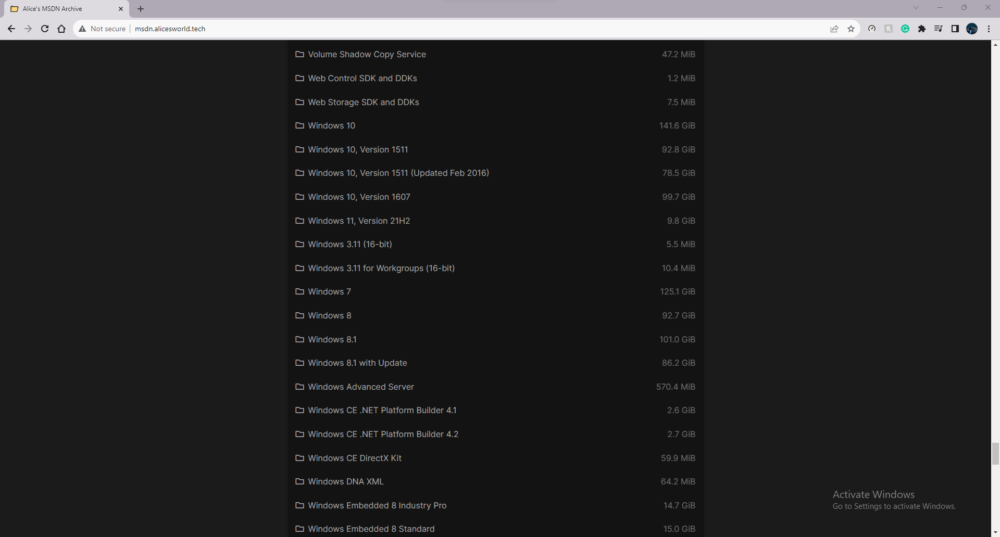 Alice's MSDN Archive
Not secure
msdn.alicesworld.tech
Volume Shadow Copy Service 47.2 MiB
Web Control SDK and DDKs 1.2 MiB
Web Storage SDK and DDKs 7.5 MiB
Windows 10 141.6 GiB
Windows 10, Version 1511 92.8 GiB
Windows 10, Version 1511 (Updated Feb 2016) 78.5 GiB
Windows 10, Version 1607 99.7 GiB
Windows 11, Version 21H2 9.8 GiB
Windows 3.11 (16-bit) 5.5 MiB
Windows 3.11 for Workgroups (16-bit) 10.4 MiB
Windows 7 125.1 GiB
Windows 8 92.7 GiB
Windows 8.1 101.0 GiB
Windows 8.1 with Update 86.2 GiB
Windows Advanced Server 570.4 MiB
Windows CE .NET Platform Builder 4.1 2.6 GiB
Windows CE .NET Platform Builder 4.2 2.7 GiB
Windows CE DirectX Kit 59.9 MiB
Windows DNA XML 64.2 MiB
Windows Embedded 8 Industry Pro 14.7 GiB
Windows Embedded 8 Standard 15.0 GiB
Activate Windows
Go to Settings to activate Windows.